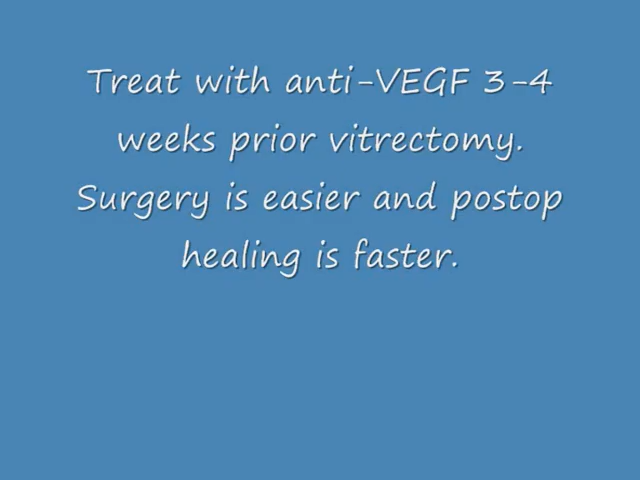 Treat with anti-VEGF 3-4
weeks prior vitrectomy.
Surgery is easier and postop
healing is faster.